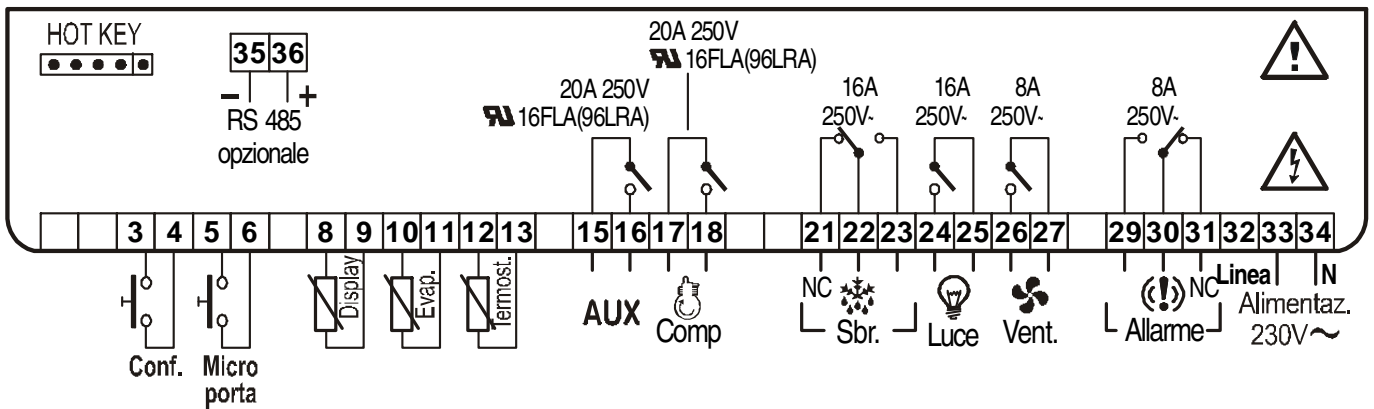 HOT KEY
35 36
- +
RS 485
opzionale
20A 250V
16FLA(96LRA)
20A 250V
16FLA(96LRA)
16A
250V~
16A
250V~
8A
250V~
8A
250V~
3 4 5 6 8 9 10 11 12 13 15 16 17 18 21 22 23 24 25 26 27 29 30 31 32 33 34
Display
Evap.
Termost.
Conf.
Micro
porta
AUX
Comp
NC
Sbr.
Luce
Vent.
NC
Allarme
Linea N
Alimentaz.
230V~